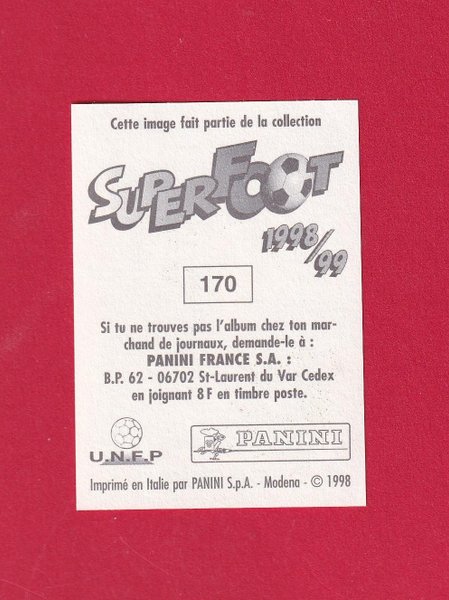 Cette image fait partie de la collection
SUPERFOOT
1998/99
170
Si tu ne trouves pas l'album chez ton mar-
chand de journaux, demande-le à :
PANINI FRANCE S.A. :
B.P. 62 - 06702 St-Laurent du Var Cedex
en joignant 8 F en timbre poste.
U.N.F.P
PANINI
Imprimé en Italie par PANINI S.p.A. - Modena - © 1998